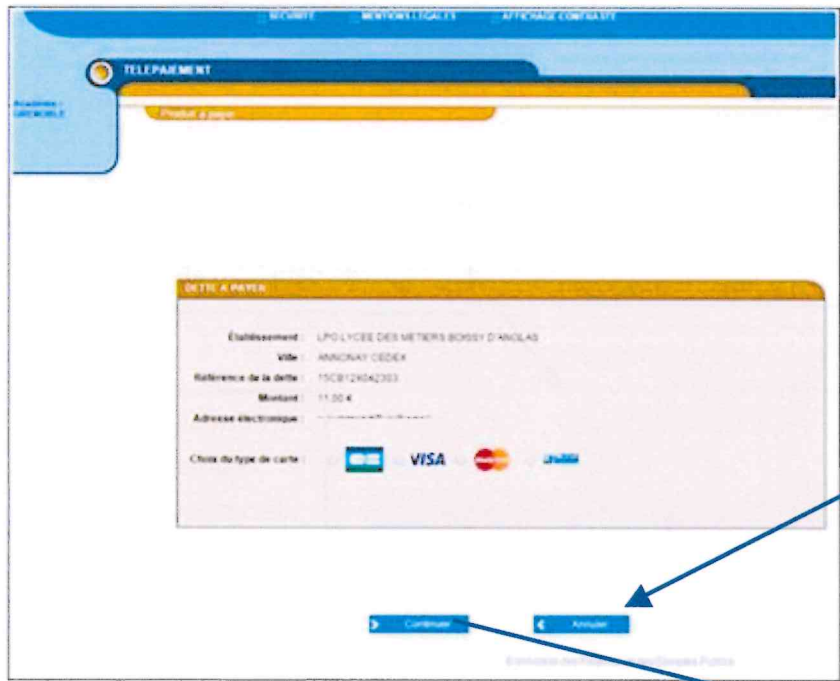 SECURITE MENTIONS LEGALES AFFICHAGE CONTRASTE
TELEPAIEMENT
GRENOBLE
Produit à payer
DETTE A PAYER
Établissement : LPO LYCEE DES METIERS BOISSY D'ANGLAS
Ville : ANNONAY CEDEX
Référence de la dette :
Montant : 11.00 €
Adresse électronique :
Choix du type de carte : VISA
Continuer Annuler